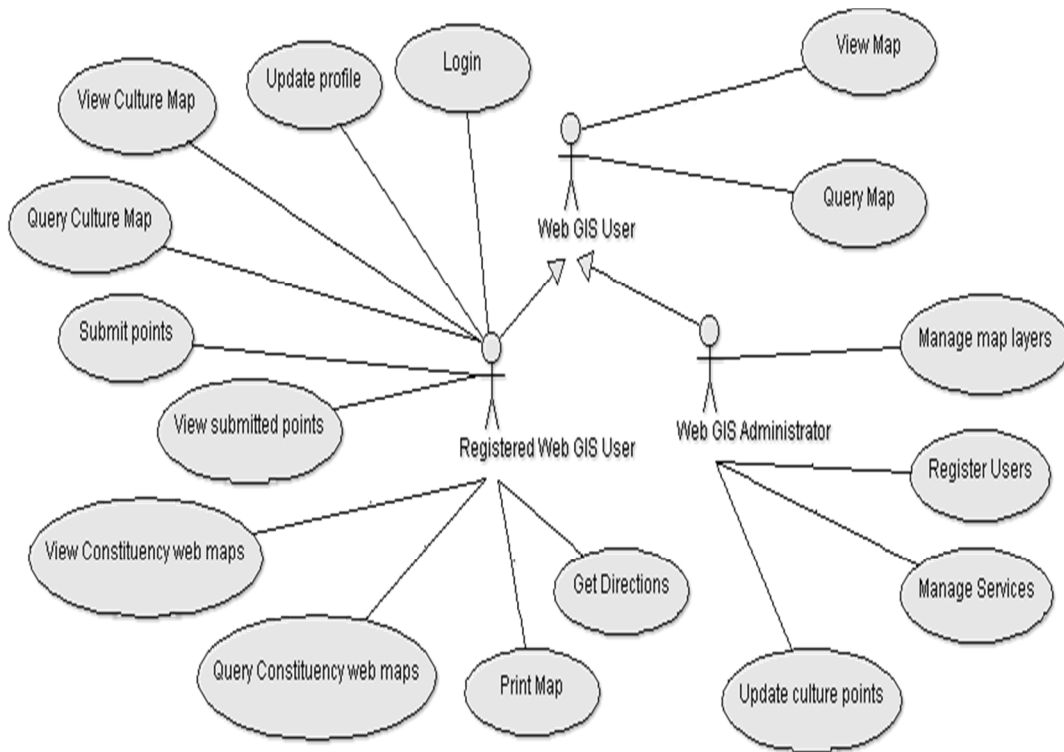 View Map
Login
Update profile
View Culture Map
Query Map
Query Culture Map
Web GIS User
Submit points
Manage map layers
View submitted points
Registered Web GIS User
Web GIS Administrator
Register Users
View Constituency web maps
Get Directions
Manage Services
Query Constituency web maps
Print Map
Update culture points